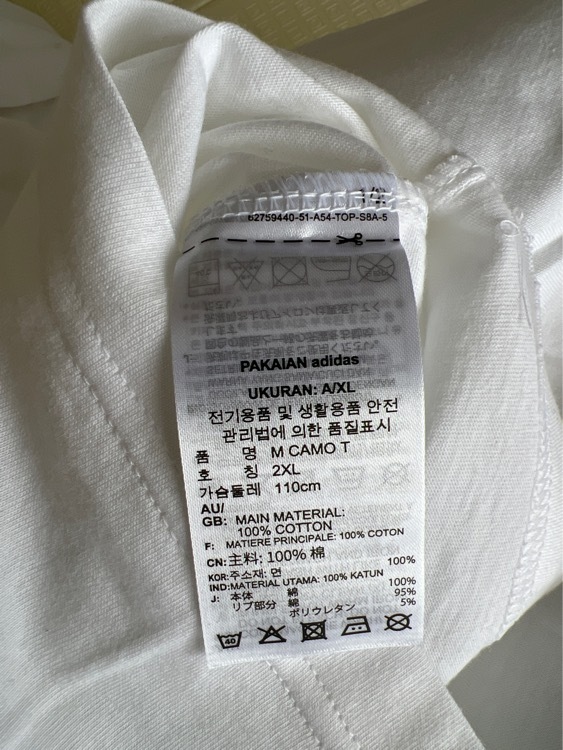 62759440-51-A54-TOP-S8A-5
PAKAIAN adidas
UKURAN: A/XL
전기용품 및 생활용품 안전
관리법에 의한 품질표시
품 명 M CAMO T
호 칭 2XL
가슴둘레 110cm
AU/
GB: MAIN MATERIAL:
100% COTTON
F: MATIERE PRINCIPALE: 100% COTON
CN: 主料: 100% 棉
KOR: 주소재: 면 100%
IND: MATERIAL UTAMA: 100% KATUN
J: 本体 綿 100%
リブ部分 綿 95%
ポリウレタン 5%
40